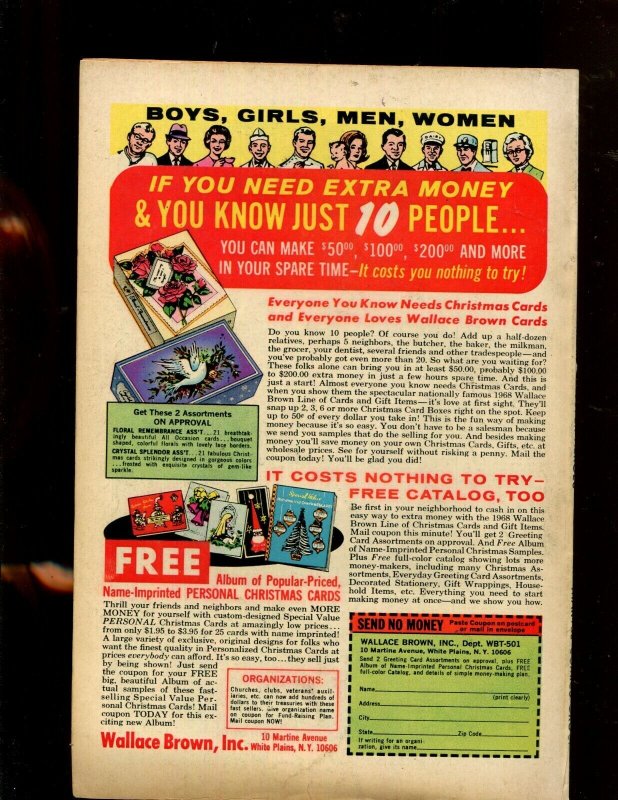 BOYS, GIRLS, MEN, WOMEN
IF YOU NEED EXTRA MONEY
& YOU KNOW JUST 10 PEOPLE...
YOU CAN MAKE $50⁰⁰, $100⁰⁰, $200⁰⁰ AND MORE
IN YOUR SPARE TIME—It costs you nothing to try!
Everyone You Know Needs Christmas Cards
and Everyone Loves Wallace Brown Cards
Do you know 10 people? Of course you do! Add up a half-dozen
relatives, perhaps 5 neighbors, the butcher, the baker, the milkman,
the grocer, your dentist, several friends and other tradespeople—and
you've probably got even more than 20. So what are you waiting for?
These folks alone can bring you in at least $50.00, probably $100.00
to $200.00 extra money in just a few hours spare time. And this is
just a start! Almost everyone you know needs Christmas Cards, and
when you show them the spectacular nationally famous 1968 Wallace
Brown Line of Cards and Gift Items—it's love at first sight. They'll
snap up 2, 3, 6 or more Christmas Card Boxes right on the spot. Keep
up to 50¢ of every dollar you take in! This is the fun way of making
money because it's so easy. You don't have to be a salesman because
we send you samples that do the selling for you. And besides making
money you'll save money on your own Christmas Cards, Gifts, etc. at
wholesale prices. See for yourself without risking a penny. Mail the
coupon today! You'll be glad you did!
Get These 2 Assortments
ON APPROVAL
FLORAL REMEMBRANCE ASS'T. . .21 breathtak-
ingly beautiful All Occasion cards...bouquet
shaped, colorful florals with lovely lace borders.
CRYSTAL SPLENDOR ASS'T. . .21 fabulous Christ-
mas cards strikingly designed in gorgeous colors
...frosted with exquisite crystals of gem-like
sparkle.
IT COSTS NOTHING TO TRY—
FREE CATALOG, TOO
Be first in your neighborhood to cash in on this
easy way to extra money with the 1968 Wallace
Brown Line of Christmas Cards and Gift Items.
Mail coupon this minute! You'll get 2 Greeting
Card Assortments on approval. And Free Album
of Name-Imprinted Personal Christmas Samples.
Plus Free full-color catalog showing lots more
money-makers, including many Christmas As-
sortments, Everyday Greeting Card Assortments,
Decorated Stationery, Gift Wrappings, House-
hold Items, etc. Everything you need to start
making money at once—and we show you how.
FREE
Album of Popular-Priced,
Name-Imprinted PERSONAL CHRISTMAS CARDS
Thrill your friends and neighbors and make even MORE
MONEY for yourself with custom-designed Special Value
PERSONAL Christmas Cards at amazingly low prices...
from only $1.95 to $3.95 for 25 cards with name imprinted!
A large variety of exclusive, original designs for folks who
want the finest quality in Personalized Christmas Cards at
prices everybody can afford. It's so easy, too...they sell just
by being shown! Just send
the coupon for your FREE
big, beautiful Album of ac-
tual samples of these fast-
selling Special Value Per-
sonal Christmas Cards! Mail
coupon TODAY for this ex-
citing new Album!
ORGANIZATIONS:
Churches, clubs, veterans' auxil-
iaries, etc. can now add hundreds of
dollars to their treasuries with these
fast sellers. Give organization name
on coupon for Fund-Raising Plan.
Mail coupon NOW!
Wallace Brown, Inc.
10 Martine Avenue
White Plains, N.Y. 10606
SEND NO MONEY
Paste Coupon on postcard
or mail in envelope
WALLACE BROWN, INC., Dept. WBT-501
10 Martine Avenue, White Plains, N. Y. 10606
Send 2 Greeting Card Assortments on approval, plus FREE
Album of Name-Imprinted Personal Christmas Cards, FREE
full-color Catalog, and details of simple money-making plan.
Name
(print clearly)
Address
City
State Zip Code
If writing for an organi-
zation, give its name